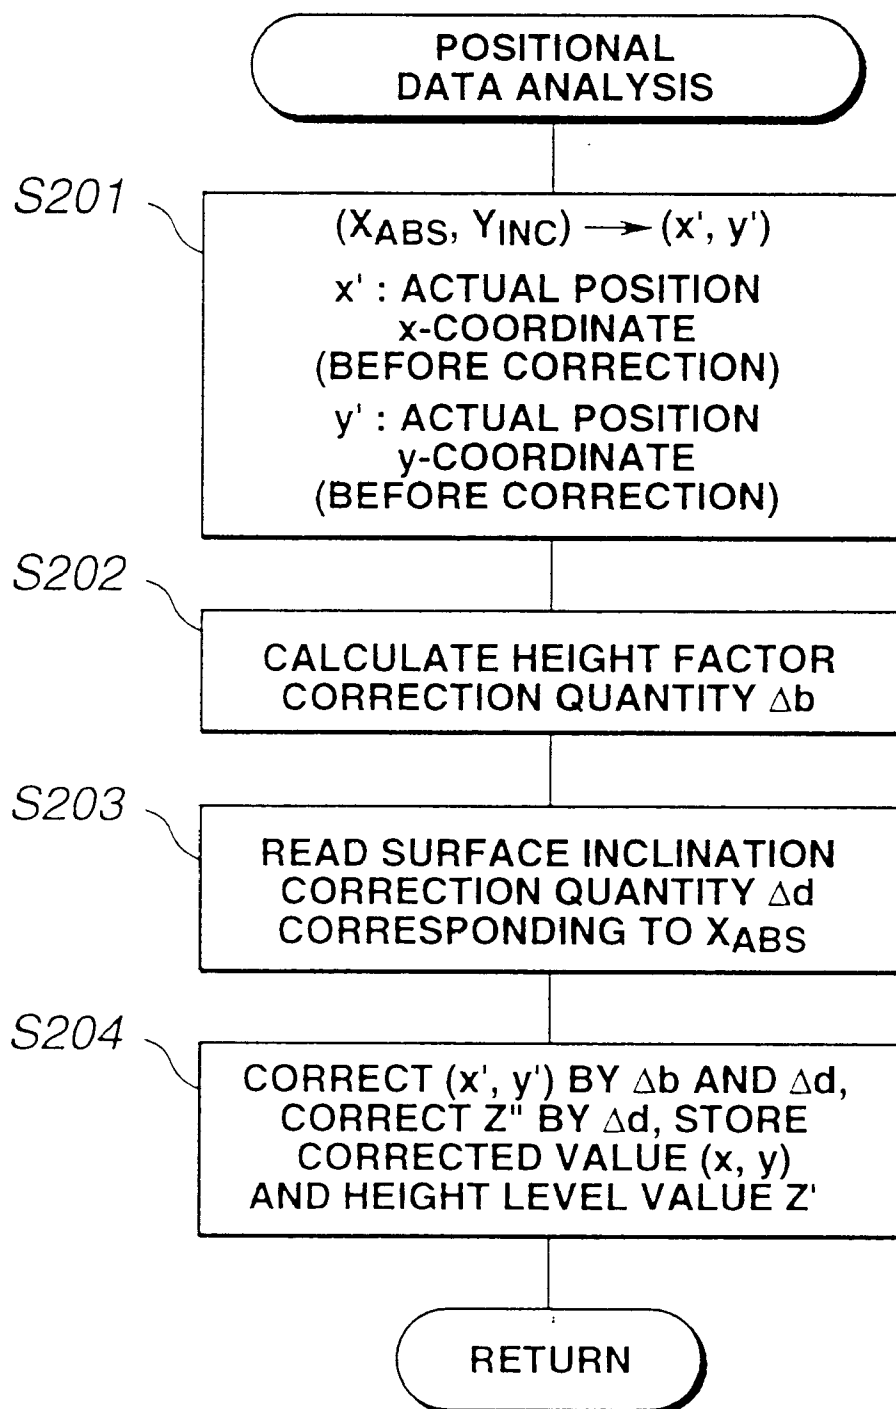 POSITIONAL
DATA ANALYSIS
S201
(XABS, YINC) → (x', y')
x' : ACTUAL POSITION
x-COORDINATE
(BEFORE CORRECTION)
y' : ACTUAL POSITION
y-COORDINATE
(BEFORE CORRECTION)
S202
CALCULATE HEIGHT FACTOR
CORRECTION QUANTITY Δb
S203
READ SURFACE INCLINATION
CORRECTION QUANTITY Δd
CORRESPONDING TO XABS
S204
CORRECT (x', y') BY Δb AND Δd,
CORRECT Z" BY Δd, STORE
CORRECTED VALUE (x, y)
AND HEIGHT LEVEL VALUE Z'
RETURN